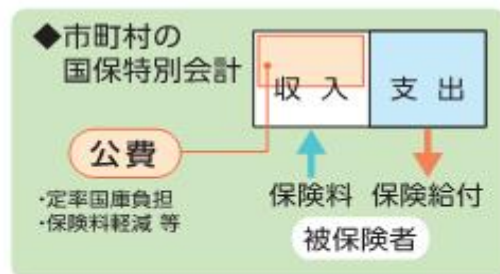 ◆市町村の
国保特別会計
収入
支出
公費
・定率国庫負担
・保険料軽減 等
保険料
保険給付
被保険者